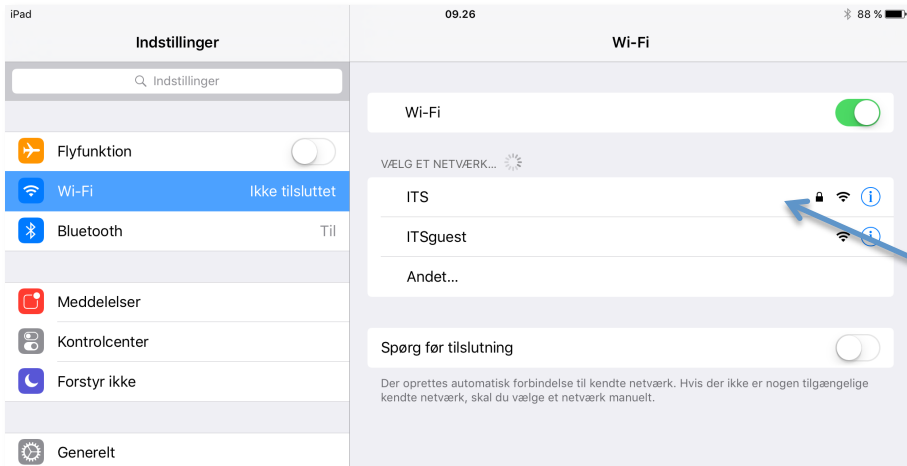 iPad 09.26 88 %
Indstillinger
Wi-Fi
Indstillinger
Flyfunktion
Wi-Fi Ikke tilsluttet
Bluetooth Til
Meddelelser
Kontrolcenter
Forstyr ikke
Generelt
Wi-Fi
VÆLG ET NETVÆRK...
ITS
ITSguest
Andet...
Spørg før tilslutning
Der oprettes automatisk forbindelse til kendte netværk. Hvis der ikke er nogen tilgængelige
kendte netværk, skal du vælge et netværk manuelt.